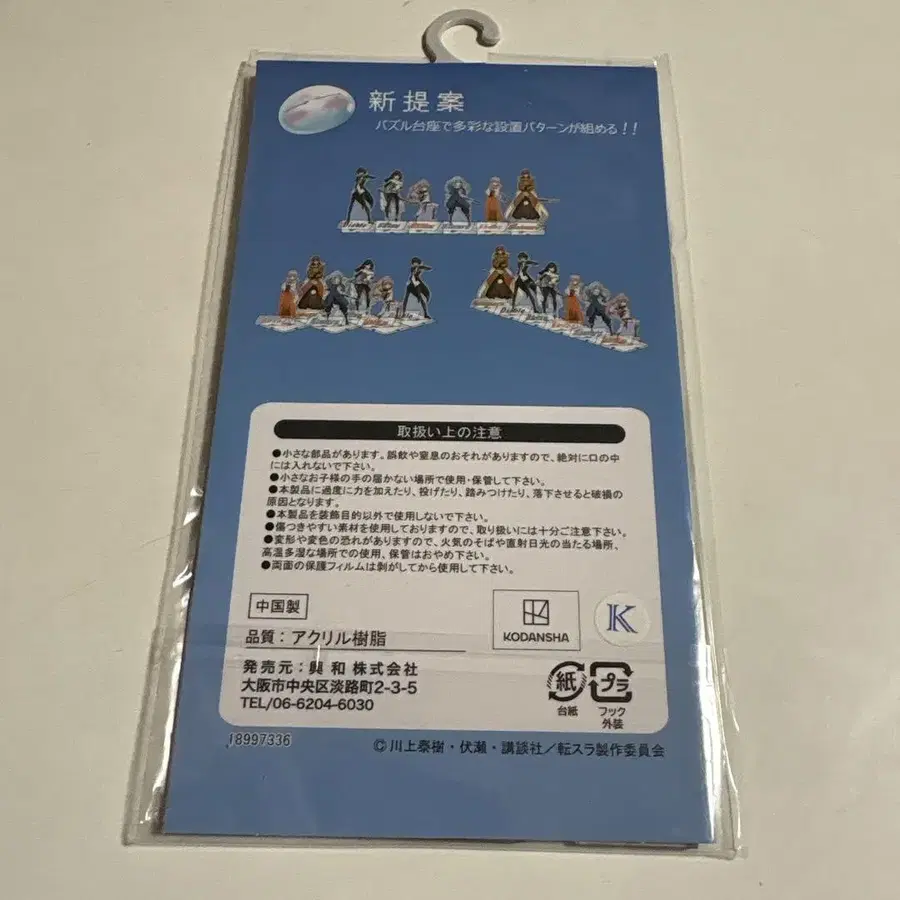 新提案
パズル台座で多彩な設置パターンが組める!!
取扱い上の注意
●小さな部品があります。誤飲や窒息のおそれがありますので、絶対に口の中
には入れないで下さい。
●小さなお子様の手の届かない場所で使用・保管して下さい。
●本製品に過度に力を加えたり、投げたり、踏みつけたり、落下させると破損の
原因となります。
●本製品を装飾目的以外で使用しないで下さい。
●傷つきやすい素材を使用しておりますので、取り扱いには十分ご注意下さい。
●変形や変色の恐れがありますので、火気のそばや直射日光の当たる場所、
高温多湿な場所での使用、保管はおやめ下さい。
●両面の保護フィルムは剥がしてから使用して下さい。
中国製
KODANSHA
K
品質：アクリル樹脂
発売元：興和株式会社
大阪市中央区淡路町2-3-5
TEL/06-6204-6030
紙
台紙
プラ
フック
外装
18997336
©川上泰樹・伏瀬・講談社／転スラ製作委員会